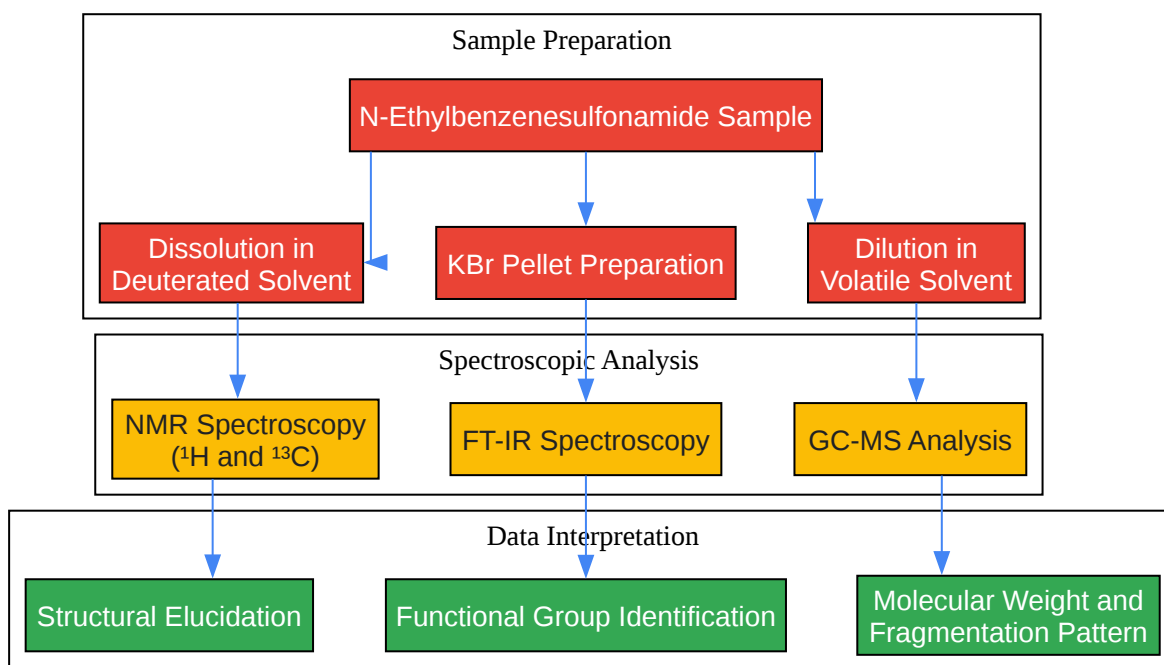 Sample Preparation
N-Ethylbenzenesulfonamide Sample
Dissolution in
Deuterated Solvent
KBr Pellet Preparation
Dilution in
Volatile Solvent
Spectroscopic Analysis
NMR Spectroscopy
(¹H and ¹³C)
FT-IR Spectroscopy
GC-MS Analysis
Data Interpretation
Structural Elucidation
Functional Group Identification
Molecular Weight and
Fragmentation Pattern